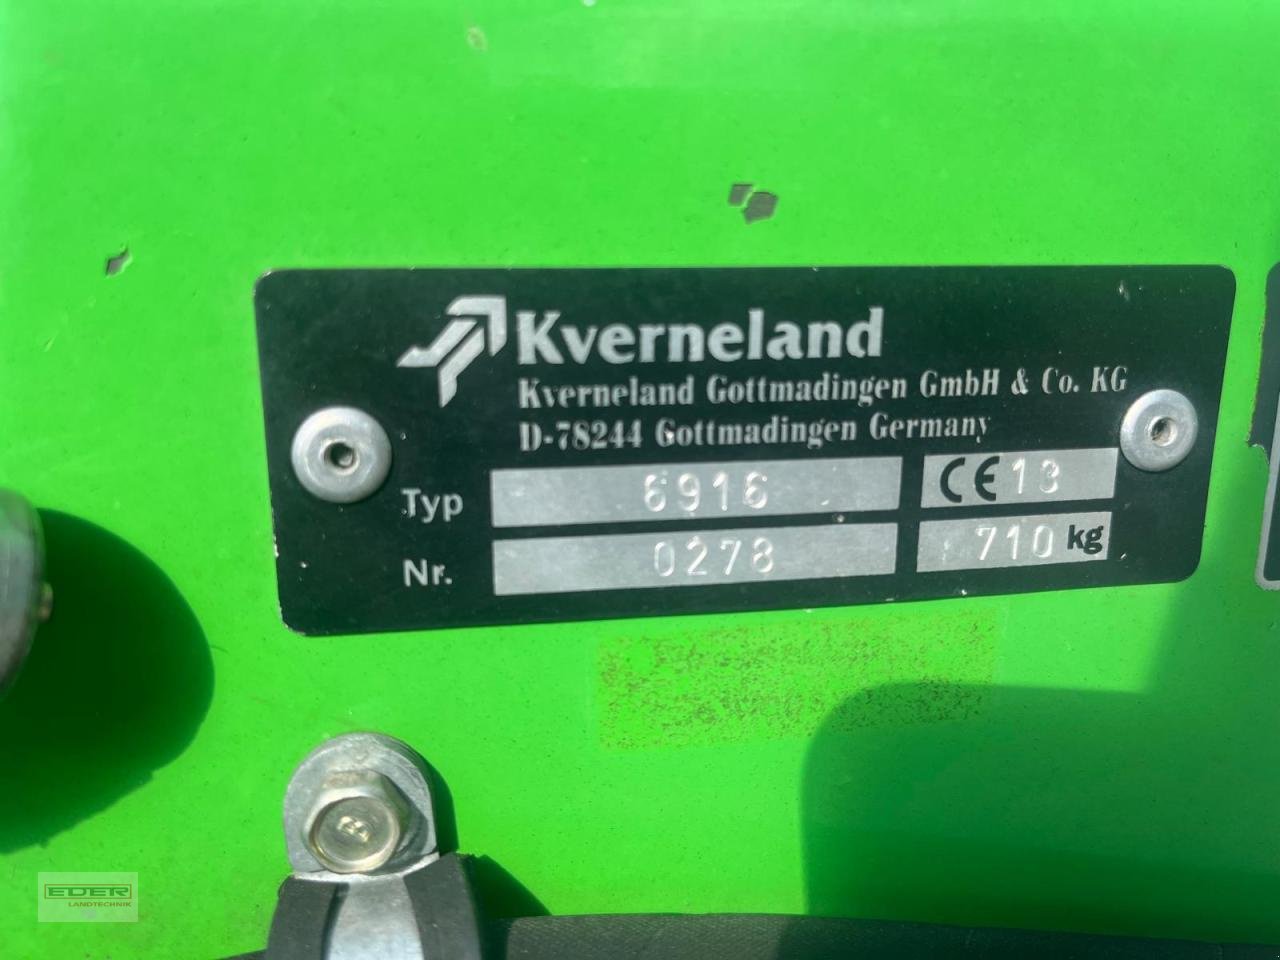 Kverneland
Kverneland Gottmadingen GmbH & Co. KG
D-78244 Gottmadingen Germany
Typ 6916 CE 13
Nr. 0278 710 kg
8
EDER
LANDTECHNIK